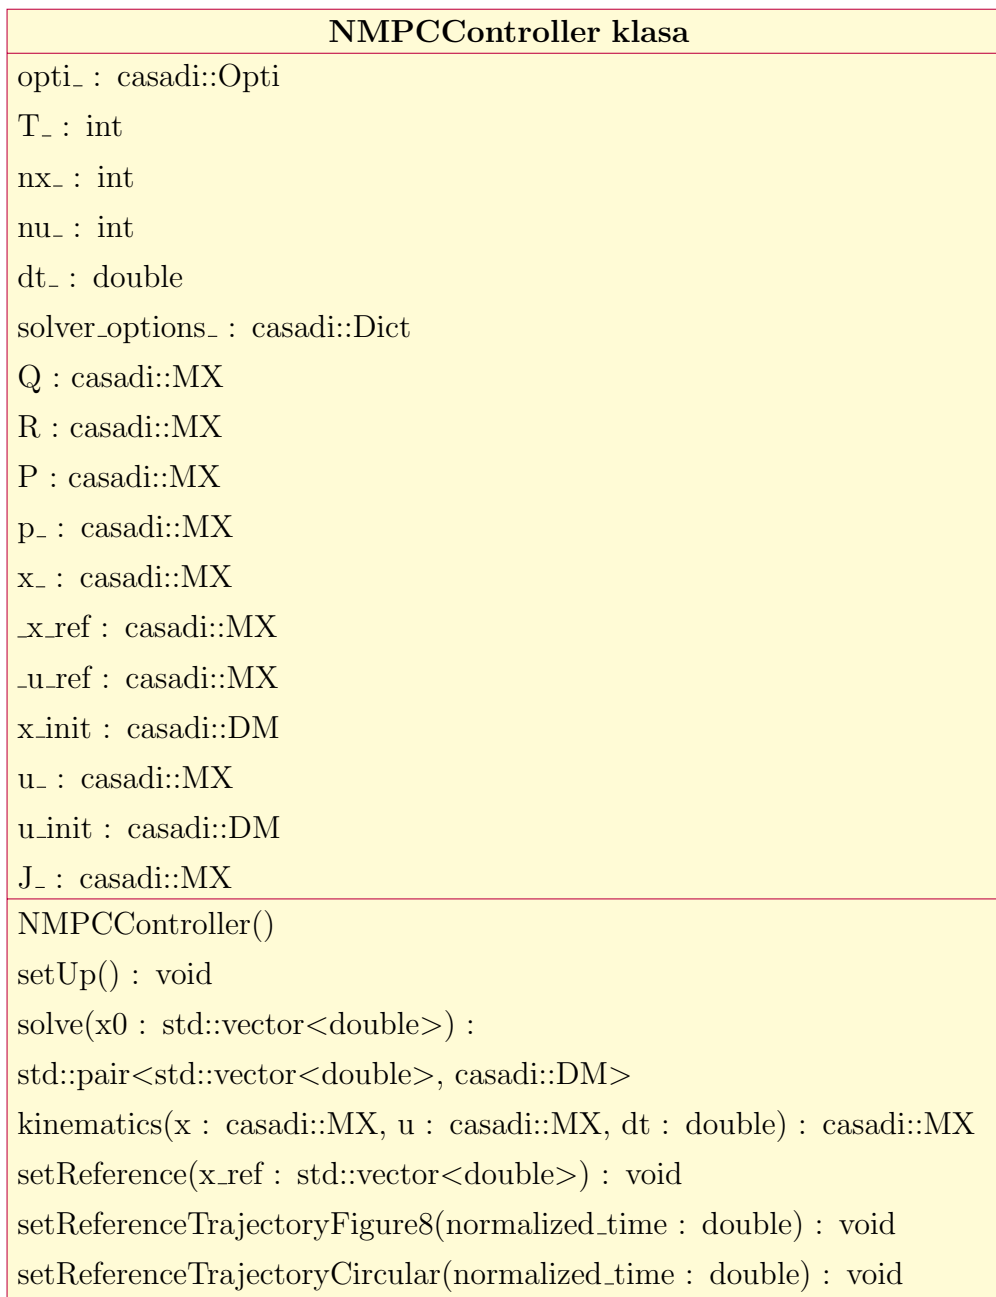 NMPCController klasa
opti_ : casadi::Opti
T_ : int
nx_ : int
nu_ : int
dt_ : double
solver_options_ : casadi::Dict
Q : casadi::MX
R : casadi::MX
P : casadi::MX
p_ : casadi::MX
x_ : casadi::MX
_x_ref : casadi::MX
_u_ref : casadi::MX
x_init : casadi::DM
u_ : casadi::MX
u_init : casadi::DM
J_ : casadi::MX
NMPCController()
setUp() : void
solve(x0 : std::vector<double>) :
std::pair<std::vector<double>, casadi::DM>
kinematics(x : casadi::MX, u : casadi::MX, dt : double) : casadi::MX
setReference(x_ref : std::vector<double>) : void
setReferenceTrajectoryFigure8(normalized_time : double) : void
setReferenceTrajectoryCircular(normalized_time : double) : void